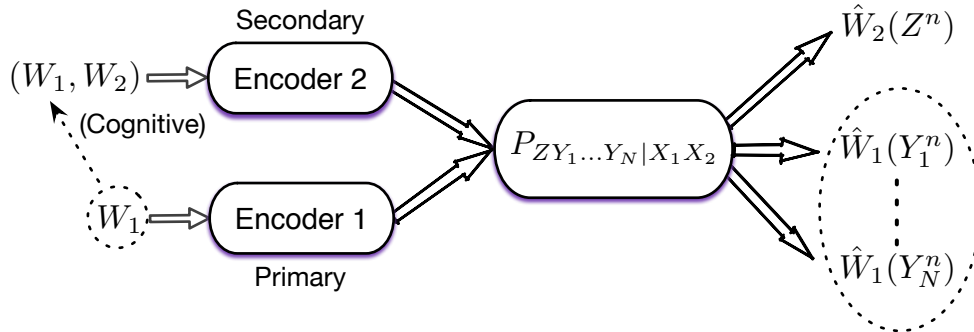 Secondary
(W_1, W_2)
Encoder 2
(Cognitive)
W_1
Encoder 1
Primary
P_{ZY_1...Y_N|X_1X_2}
Ŵ_2(Z^n)
Ŵ_1(Y_1^n)
Ŵ_1(Y_N^n)